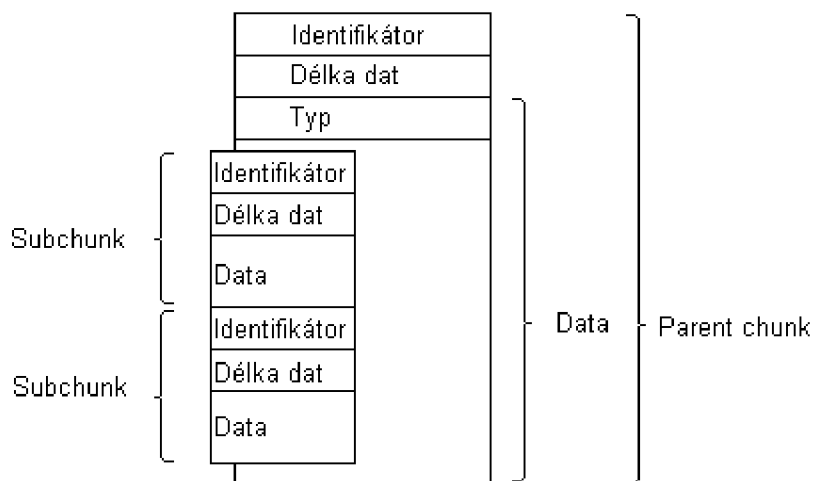 Identifikátor
Délka dat
Typ
Identifikátor
Délka dat
Subchunk
Data
Identifikátor
Data
Parent chunk
Délka dat
Subchunk
Data